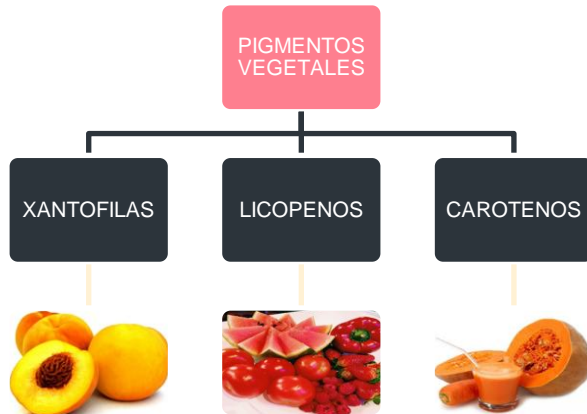 PIGMENTOS
VEGETALES
XANTOFILAS
LICOPENOS
CAROTENOS